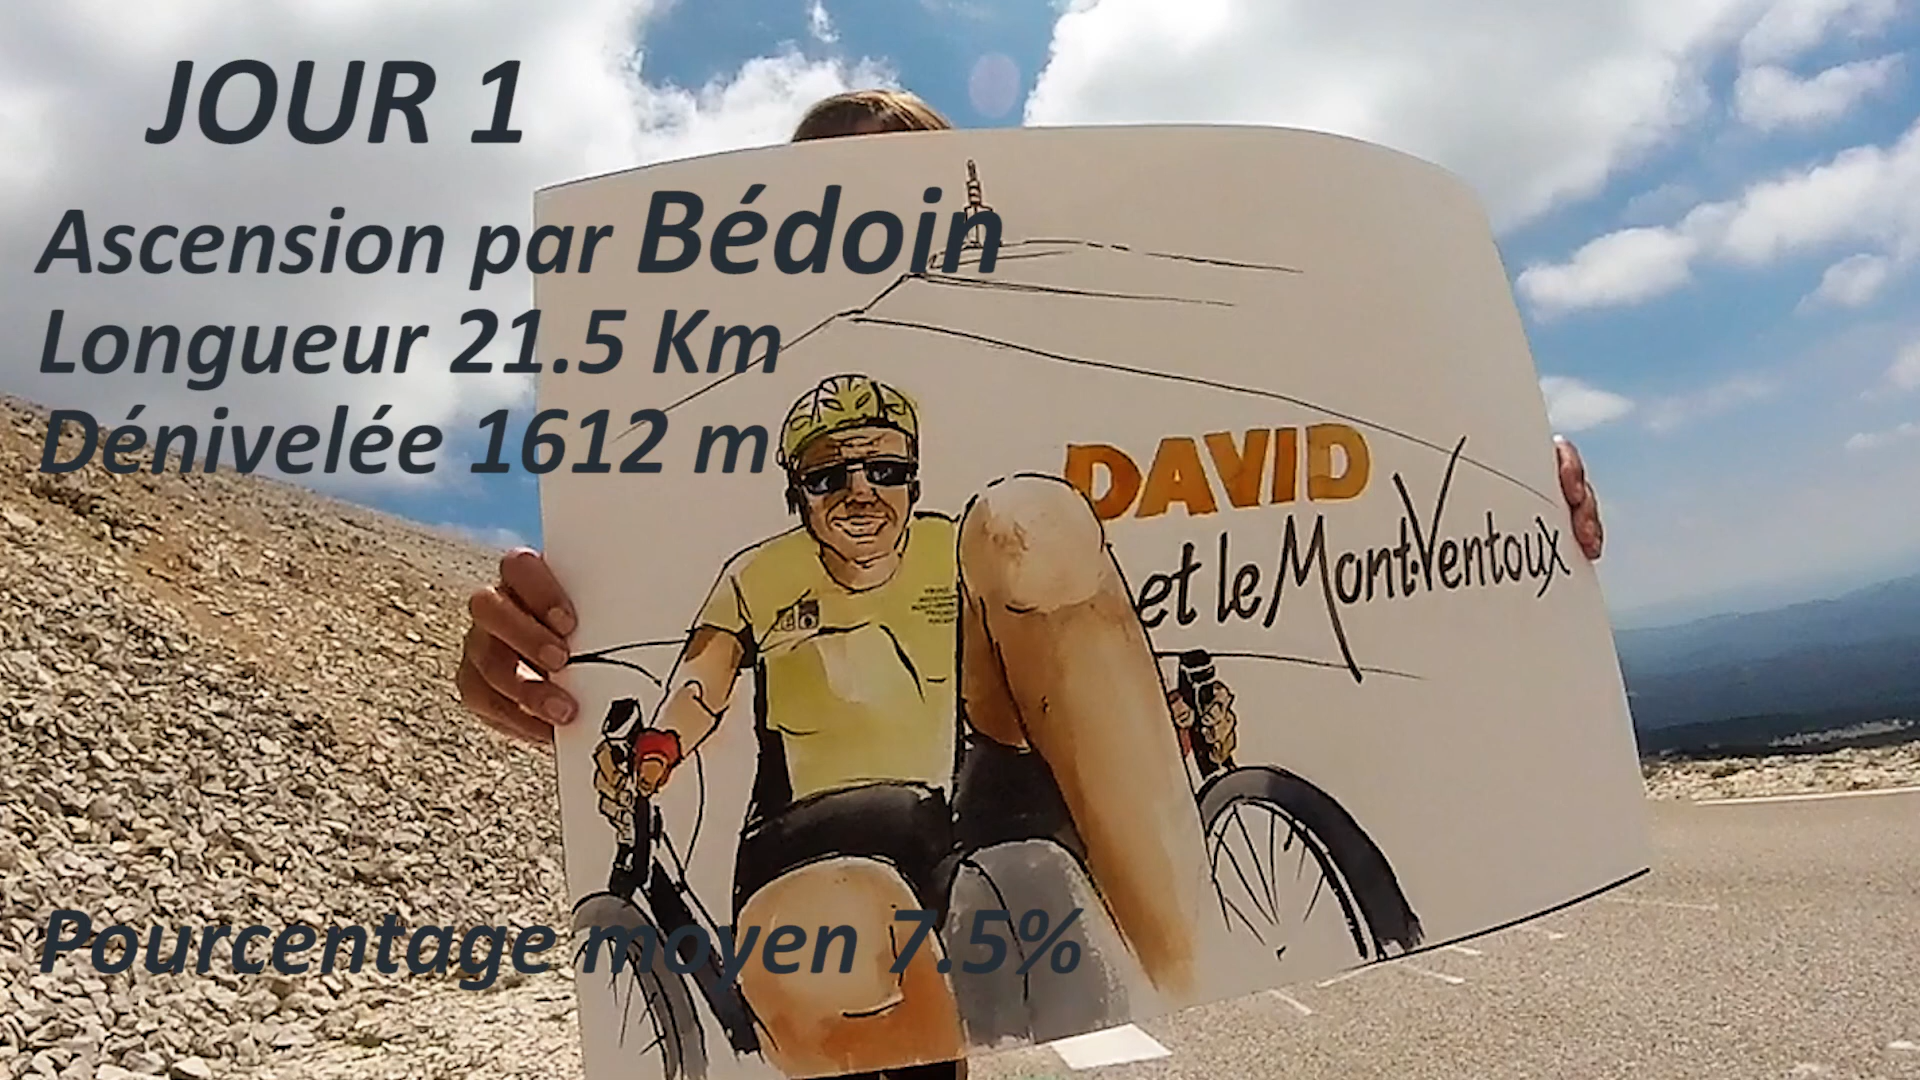 JOUR 1
Ascension par Bédoin
Longueur 21.5 Km
Dénivelée 1612 m
DAVID
et le Mont-Ventoux
Pourcentage moyen 7.5%